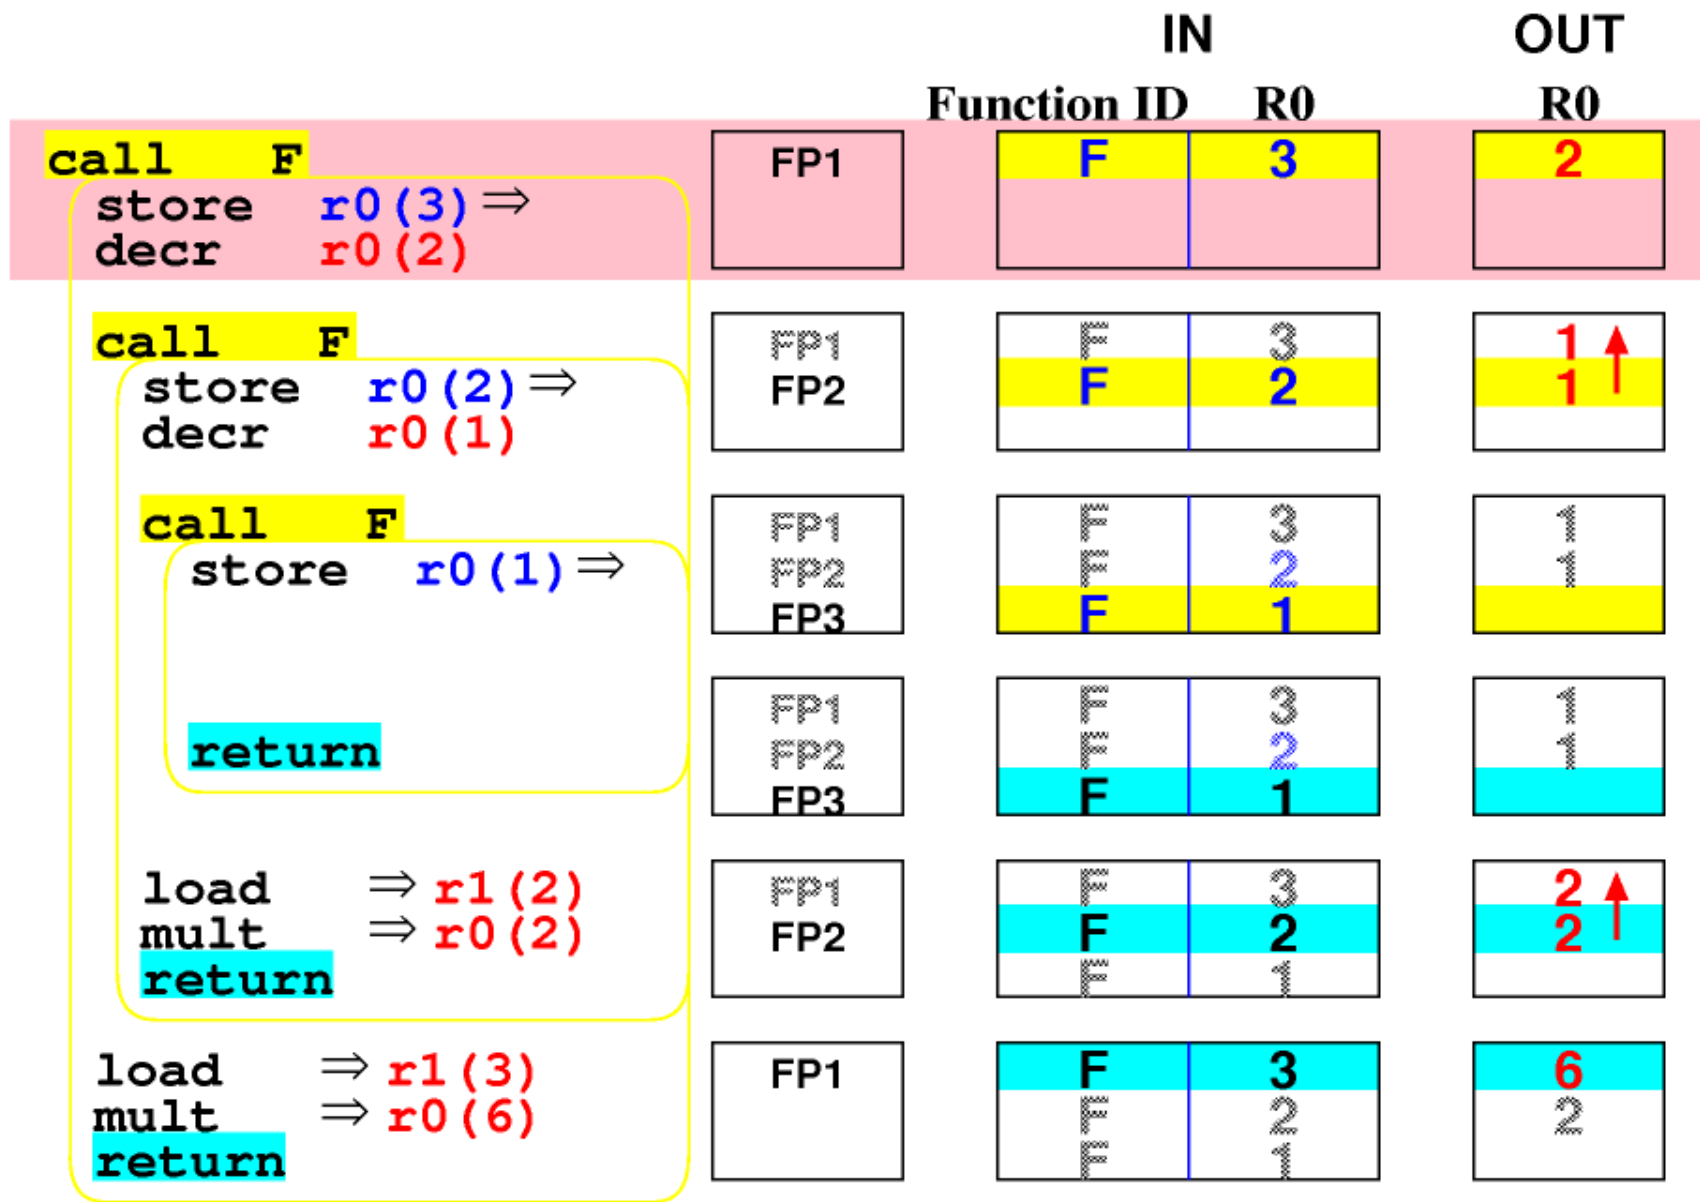 IN OUT
Function ID R0 R0
call F FP1 F 3 2
store r0(3) ⇒
decr r0(2)
call F FP1 F 3 1
store r0(2) ⇒ FP2 F 2 1
decr r0(1)
call F FP1 F 3 1
store r0(1) ⇒ FP2 F 2 1
FP3 F 1
FP1 F 3 1
return FP2 F 2 1
FP3 F 1
load ⇒ r1(2) FP1 F 3 2
mult ⇒ r0(2) FP2 F 2 2
return F 1
load ⇒ r1(3) FP1 F 3 6
mult ⇒ r0(6) F 2 2
return F 1